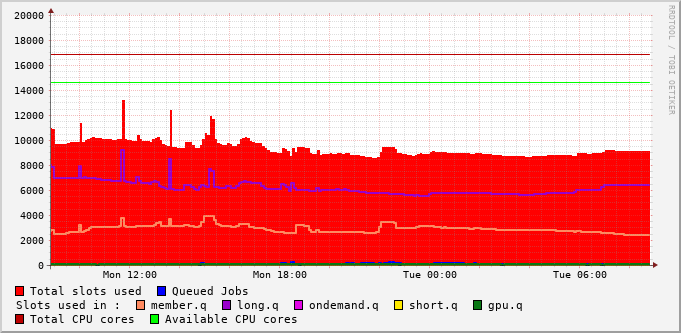 20000
18000
16000
14000
12000
10000
8000
6000
4000
2000
0
Mon 12:00 Mon 18:00 Tue 00:00 Tue 06:00
RRDTOOL / TOBI OETIKER
Total slots used Queued Jobs
Slots used in : member.q long.q ondemand.q short.q gpu.q
Total CPU cores Available CPU cores